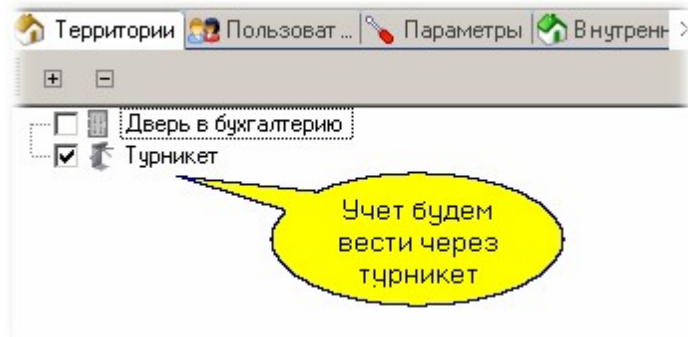 Территории Пользоват ... Параметры Внутренн
Дверь в бухгалтерию
Турникет
Учет будем
вести через
турникет